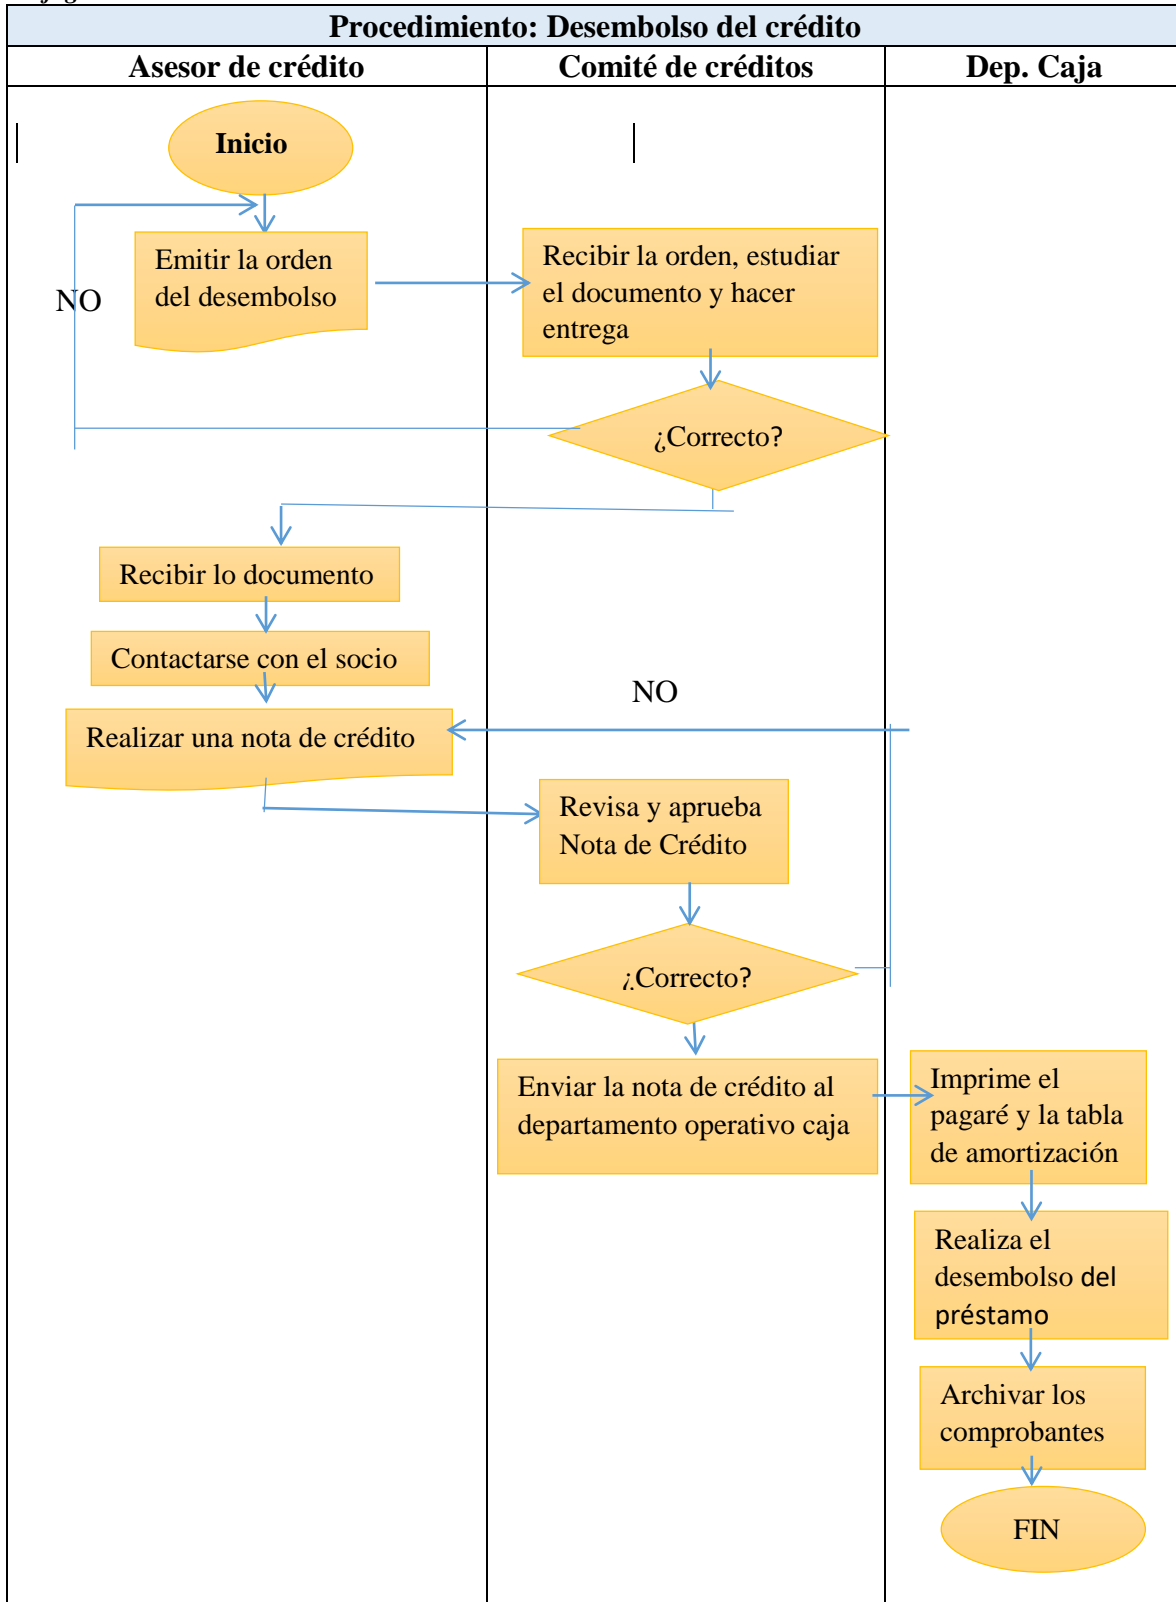 Procedimiento: Desembolso del crédito
Asesor de crédito
Comité de créditos
Dep. Caja
Inicio
Emitir la orden
del desembolso
NO
Recibir la orden, estudiar
el documento y hacer
entrega
¿Correcto?
Recibir lo documento
Contactarse con el socio
Realizar una nota de crédito
NO
Revisa y aprueba
Nota de Crédito
¿Correcto?
Enviar la nota de crédito al
departamento operativo caja
Imprime el
pagaré y la tabla
de amortización
Realiza el
desembolso del
préstamo
Archivar los
comprobantes
FIN